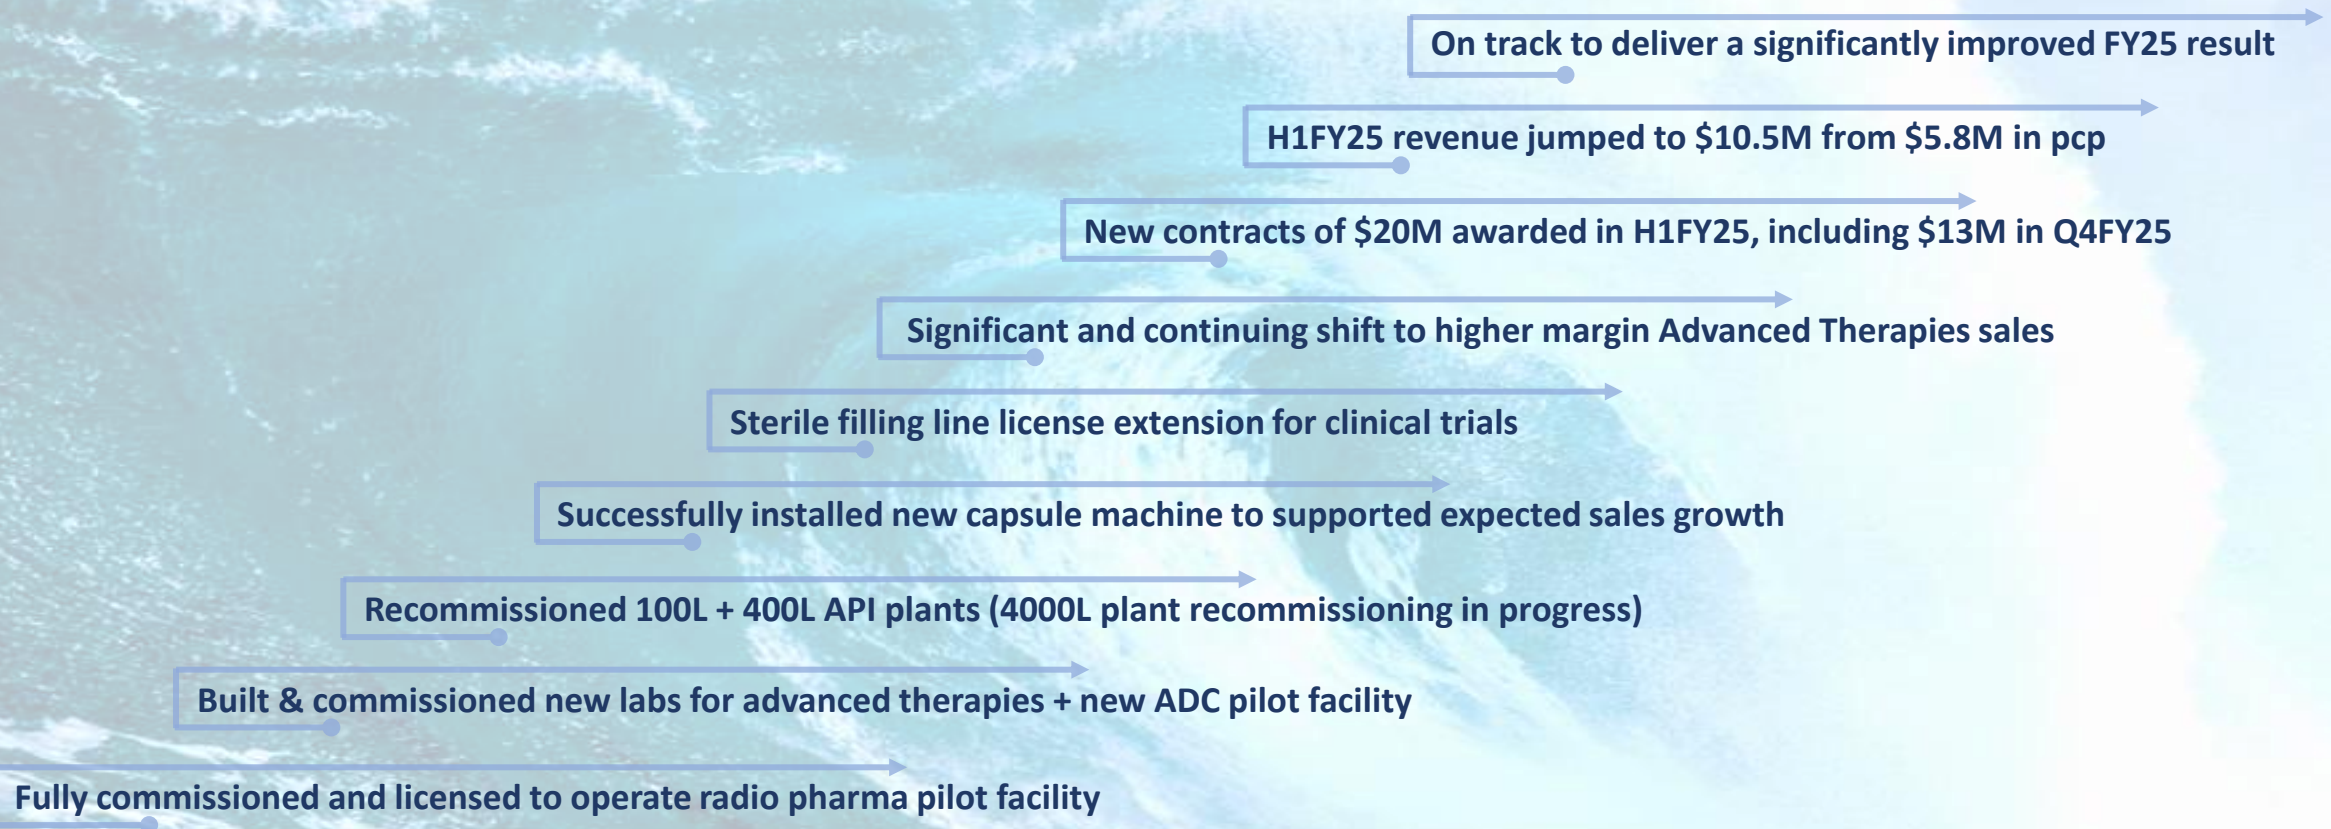 On track to deliver a significantly improved FY25 result
H1FY25 revenue jumped to $10.5M from $5.8M in pcp
New contracts of $20M awarded in H1FY25, including $13M in Q4FY25
Significant and continuing shift to higher margin Advanced Therapies sales
Sterile filling line license extension for clinical trials
Successfully installed new capsule machine to supported expected sales growth
Recommissioned 100L + 400L API plants (4000L plant recommissioning in progress)
Built & commissioned new labs for advanced therapies + new ADC pilot facility
Fully commissioned and licensed to operate radio pharma pilot facility